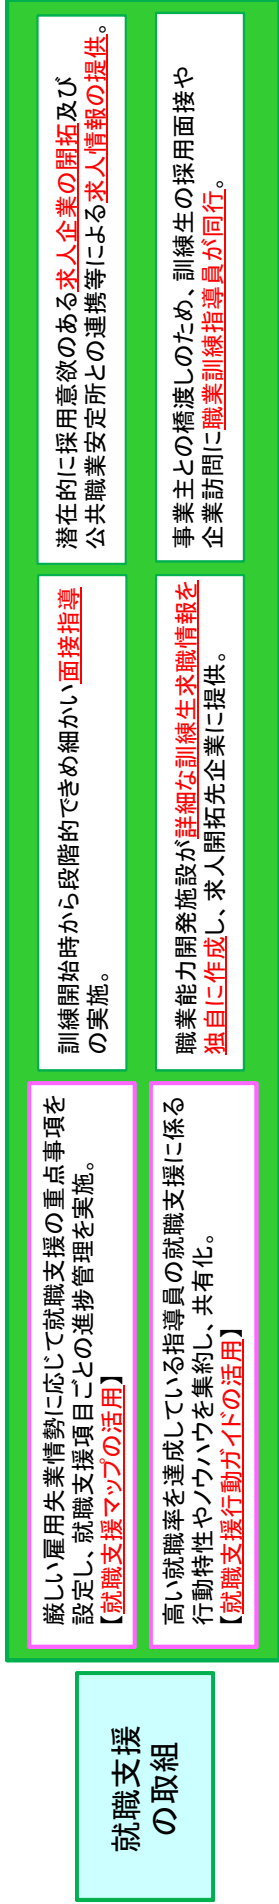 就職支援
の取組
厳しい雇用失業情勢に応じて就職支援の重点事項を
設定し、就職支援項目ごとの進捗管理を実施。
【就職支援マップの活用】
訓練開始時から段階的できめ細かい面接指導
の実施。
潜在的に採用意欲のある求人企業の開拓及び
公共職業安定所との連携等による求人情報の提供。
高い就職率を達成している指導員の就職支援に係る
行動特性やノウハウを集約し、共有化。
【就職支援行動ガイドの活用】
職業能力開発施設が詳細な訓練生求職情報を
独自に作成し、求人開拓先企業に提供。
事業主との橋渡しのため、訓練生の採用面接や
企業訪問に職業訓練指導員が同行。